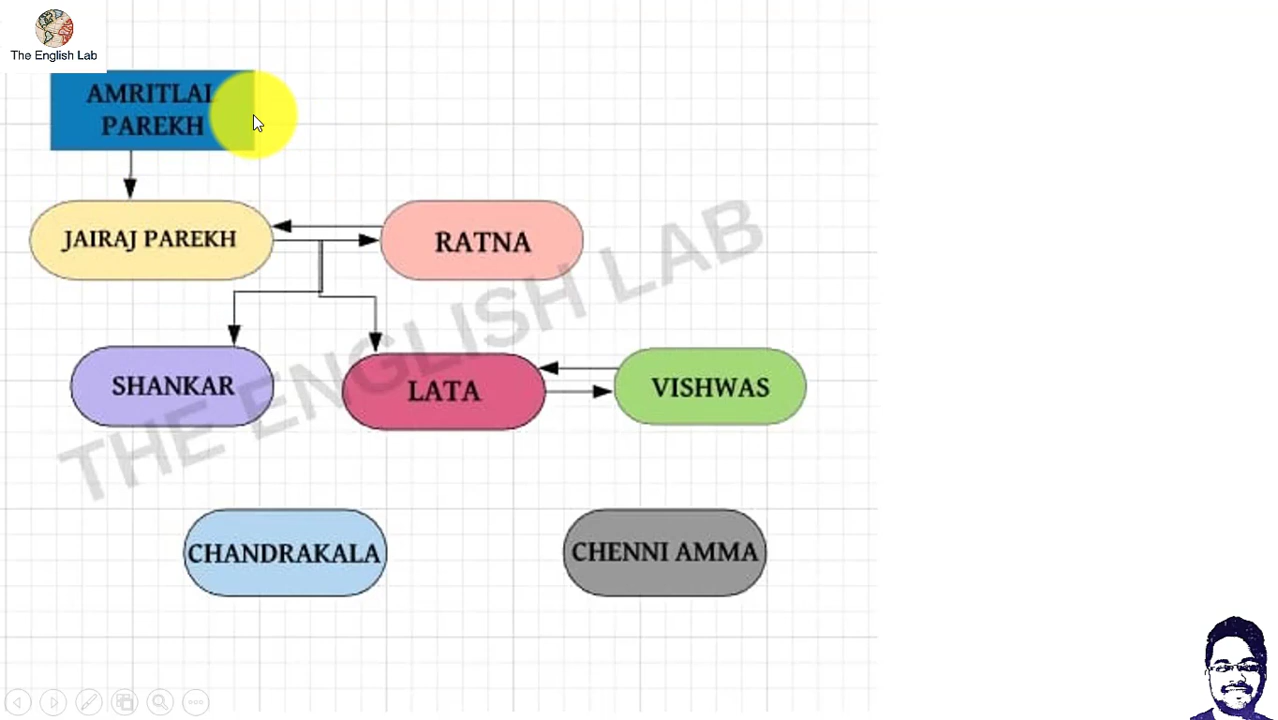 The English Lab
AMRITLAL
PAREKH
JAIRAJ PAREKH
RATNA
SHANKAR
LATA
VISHWAS
CHANDRAKALA
CHENNI AMMA
THE ENGLISH LAB